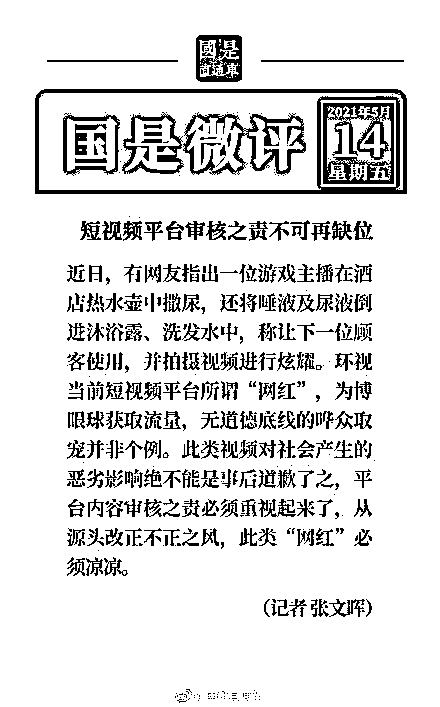 國是
直通車
国是微评
2021年5月
14
星期五
短视频平台审核之责不可再缺位
近日，有网友指出一位游戏主播在酒
店热水壶中撒尿，还将唾液及尿液倒
进沐浴露、洗发水中，称让下一位顾
客使用，并拍摄视频进行炫耀。环视
当前短视频平台所谓“网红”，为博
眼球获取流量，无道德底线的哗众取
宠并非个例。此类视频对社会产生的
恶劣影响绝不能是事后道歉了之，平
台内容审核之责必须重视起来了，从
源头改正不正之风，此类“网红”必
须凉凉。
（记者 张文晖）